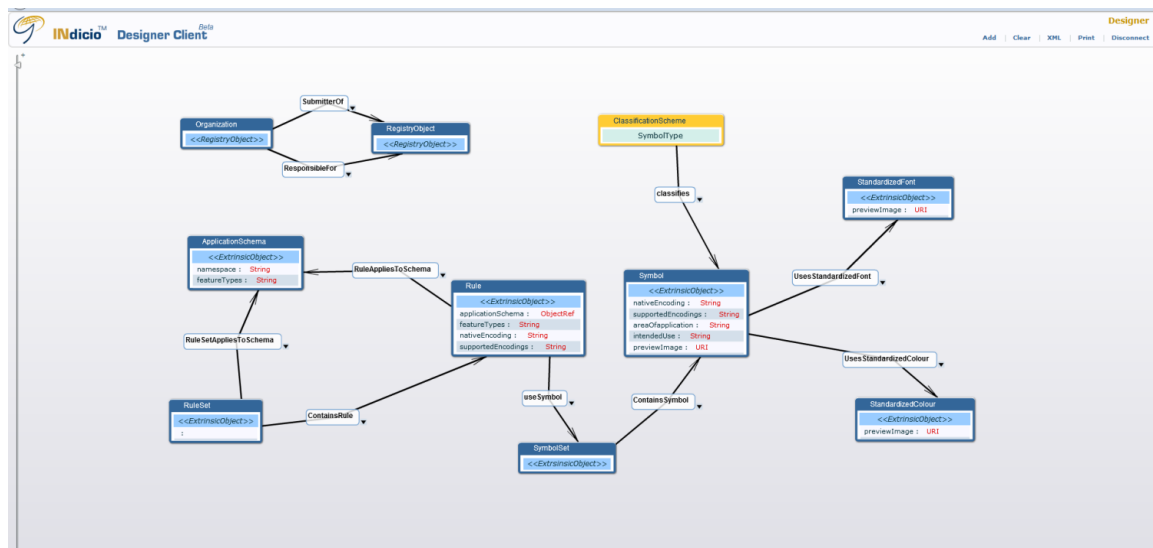 INdicio™ Designer Client Beta
Designer
Add | Clear | XML | Print | Disconnect
SubmitterOf
Organization
<<RegistryObject>>
RegistryObject
<<RegistryObject>>
ResponsibleFor
ClassificationScheme
SymbolType
classifies
StandardizedFont
<<ExtrinsicObject>>
previewImage : URI
ApplicationSchema
<<ExtrinsicObject>>
namespace : String
featureTypes : String
RuleAppliesToSchema
Rule
<<ExtrinsicObject>>
applicationSchema : ObjectRef
featureTypes : String
nativeEncoding : String
supportedEncodings : String
Symbol
<<ExtrinsicObject>>
nativeEncoding : String
supportedEncodings : String
areaOfapplication : String
intendedUse : String
previewImage : URI
UsesStandardizedFont
RuleSetAppliesToSchema
UsesStandardizedColour
RuleSet
<<ExtrinsicObject>>
:
ContainsRule
useSymbol
ContainsSymbol
StandardizedColour
<<ExtrinsicObject>>
previewImage : URI
SymbolSet
<<ExtrsinsicObject>>